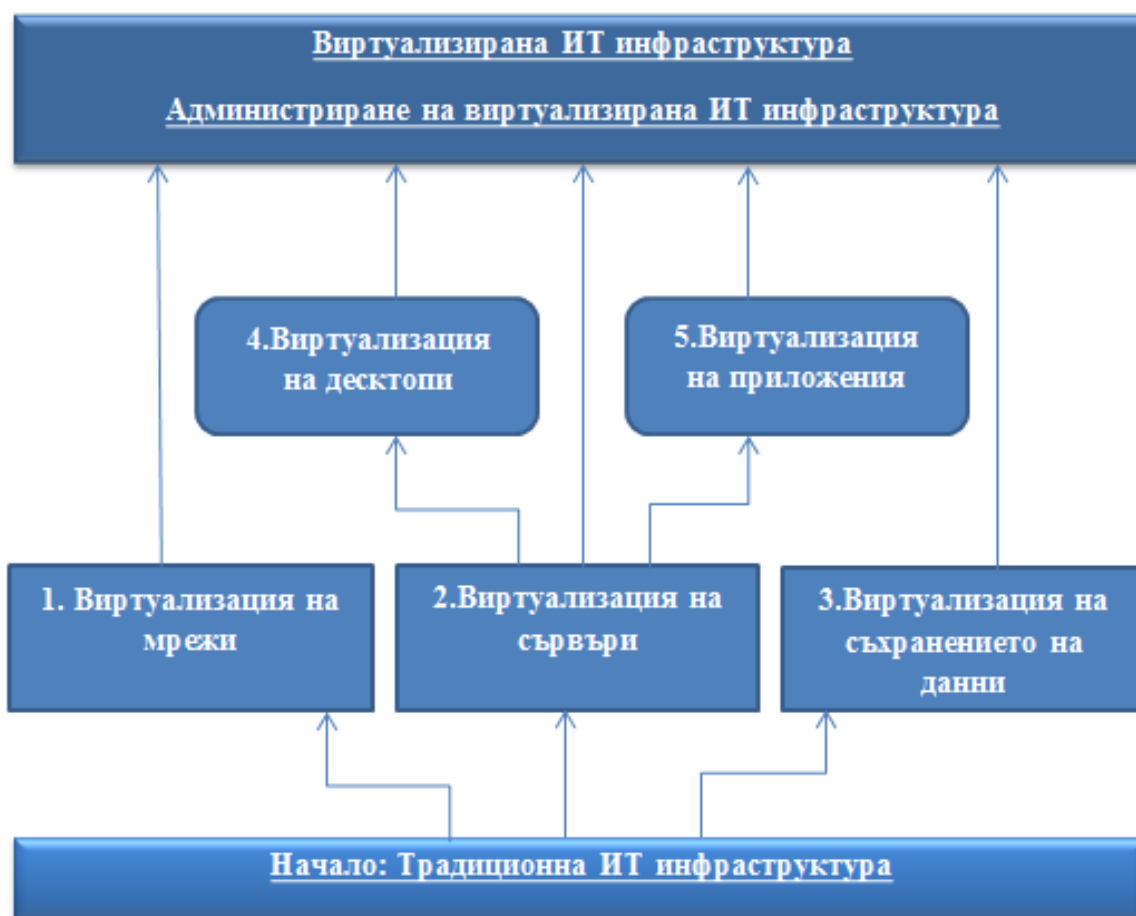 Виртуализирана ИТ инфраструктура
Администриране на виртуализирана ИТ инфраструктура
4.Виртуализация
на десктопи
5.Виртуализация
на приложения
1. Виртуализация на
мрежи
2.Виртуализация на
сървъри
3.Виртуализация на
съхранението на
данни
Начало: Традиционна ИТ инфраструктура